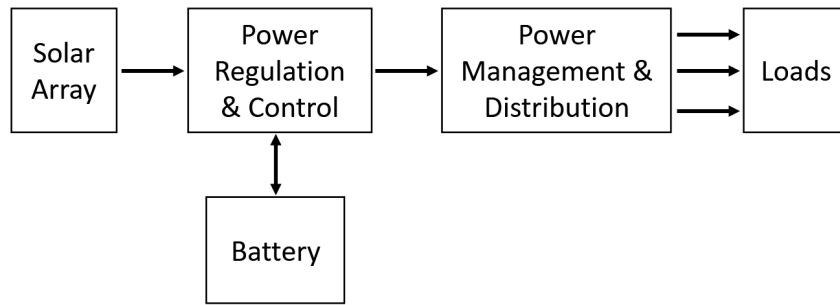 Solar
Array
Power
Regulation
& Control
Power
Management &
Distribution
Loads
Battery